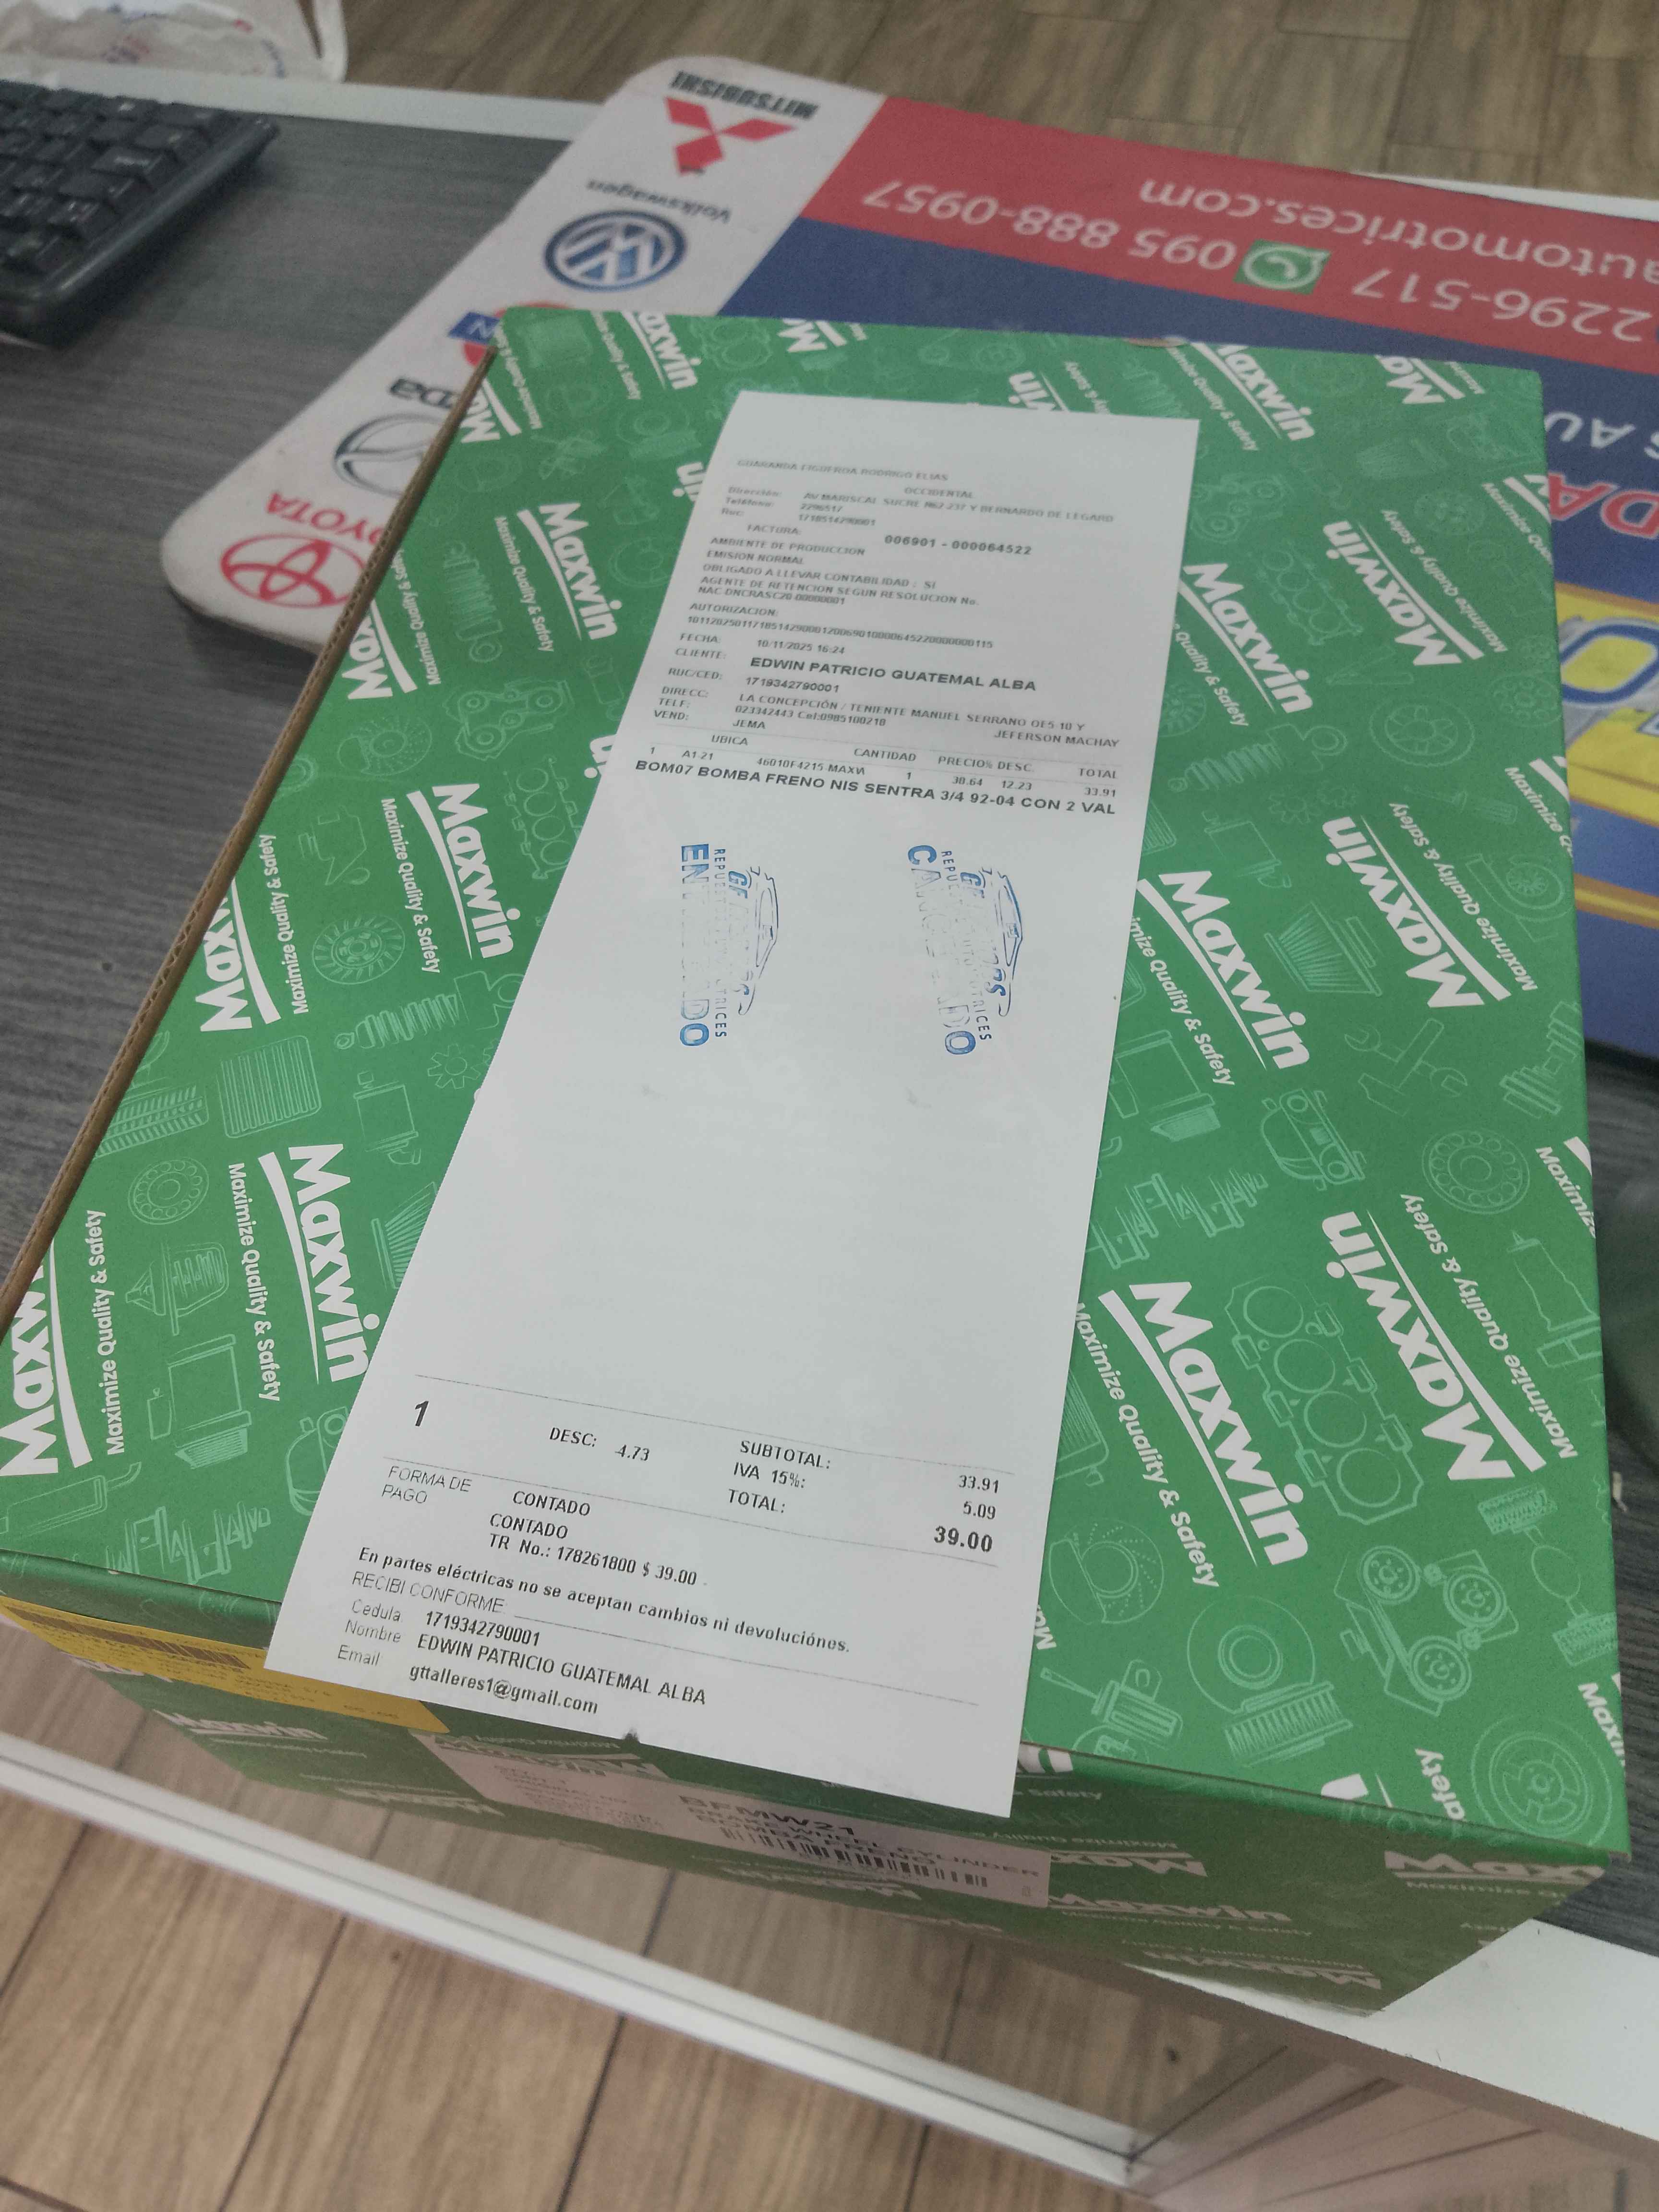 MITSUBISHI
Volkswagen
TOYOTA
2296-517 095 888-0957
automotrices.com
GUARANDA FIGUEROA RODRIGO ELIAS
OCCIDENTAL
Dirección: AV MARISCAL SUCRE N62-237 Y BERNARDO DE LEGARD
Teléfono: 2296517
Ruc: 1718514290001
FACTURA: 006901 - 000064522
AMBIENTE DE PRODUCCION
EMISION NORMAL
OBLIGADO A LLEVAR CONTABILIDAD : SI
AGENTE DE RETENCION SEGUN RESOLUCION No.
NAC-DNCRASC20-00000001
AUTORIZACION:
FECHA: 10/11/2025 16:24
CLIENTE: EDWIN PATRICIO GUATEMAL ALBA
RUC/CED: 1719342790001
DIRECC: LA CONCEPCIÓN / TENIENTE MANUEL SERRANO OE5-10 Y
TELF: 023342443 Cel:0985100210
VEND: JEMA JEFERSON MACHAY
UBICA CANTIDAD PRECIO% DESC. TOTAL
1 A1-21 46010F4215 MAXW 1 38.64 12.23 33.91
BOM07 BOMBA FRENO NIS SENTRA 3/4 92-04 CON 2 VAL
1
DESC: 4.73
SUBTOTAL: 33.91
IVA 15%: 5.09
TOTAL: 39.00
FORMA DE PAGO
CONTADO
CONTADO
TR No.: 178261800 $ 39.00
En partes eléctricas no se aceptan cambios ni devoluciónes.
RECIBI CONFORME:
Cedula 1719342790001
Nombre EDWIN PATRICIO GUATEMAL ALBA
Email gttalleres1@gmail.com
Maxwin
Maximize Quality & Safety
BFMW21
BRAKE WHEEL CYLINDER
BOMBA FRENO